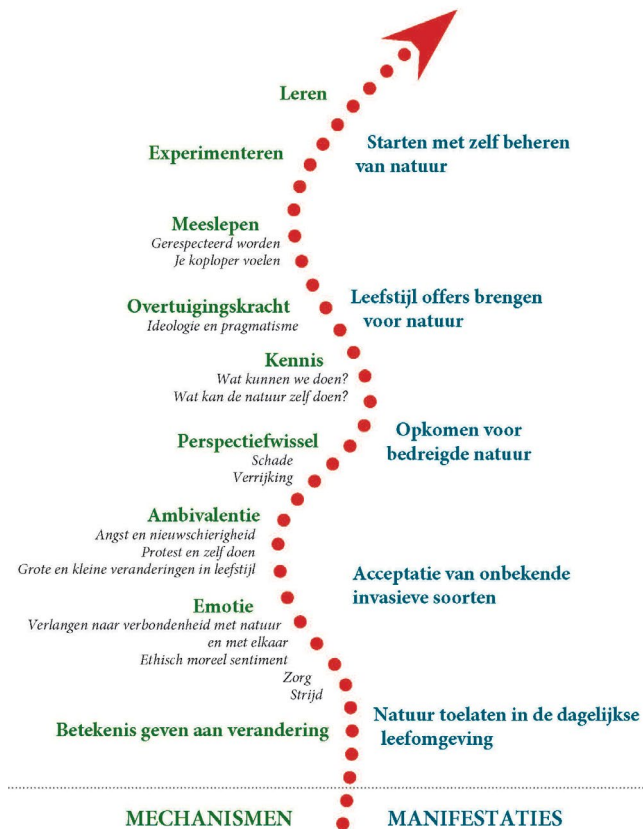 Leren
Experimenteren
Starten met zelf beheren
van natuur
Meeslepen
Gerespecteerd worden
Je koploper voelen
Overtuigingskracht
Ideologie en pragmatisme
Leefstijl offers brengen
voor natuur
Kennis
Wat kunnen we doen?
Wat kan de natuur zelf doen?
Perspectiefwissel
Schade
Verrijking
Opkomen voor
bedreigde natuur
Ambivalentie
Angst en nieuwschierigheid
Protest en zelf doen
Grote en kleine veranderingen in leefstijl
Acceptatie van onbekende
invasieve soorten
Emotie
Verlangen naar verbondenheid met natuur
en met elkaar
Ethisch moreel sentiment
Zorg
Strijd
Betekenis geven aan verandering
Natuur toelaten in de dagelijkse
leefomgeving
MECHANISMEN
MANIFESTATIES